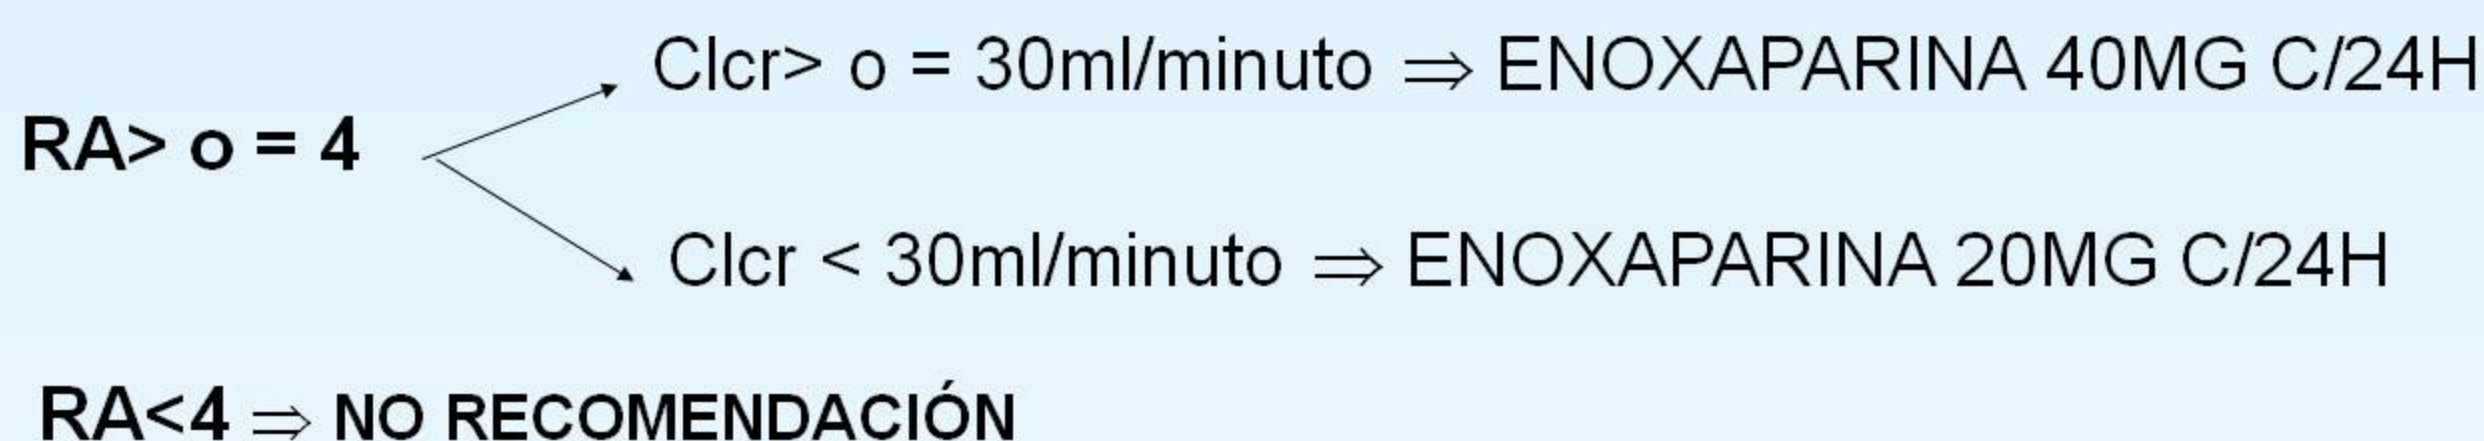 Clcr> o = 30ml/minuto ⇒ ENOXAPARINA 40MG C/24H
RA> o = 4
Clcr < 30ml/minuto ⇒ ENOXAPARINA 20MG C/24H
RA<4 ⇒ NO RECOMENDACIÓN